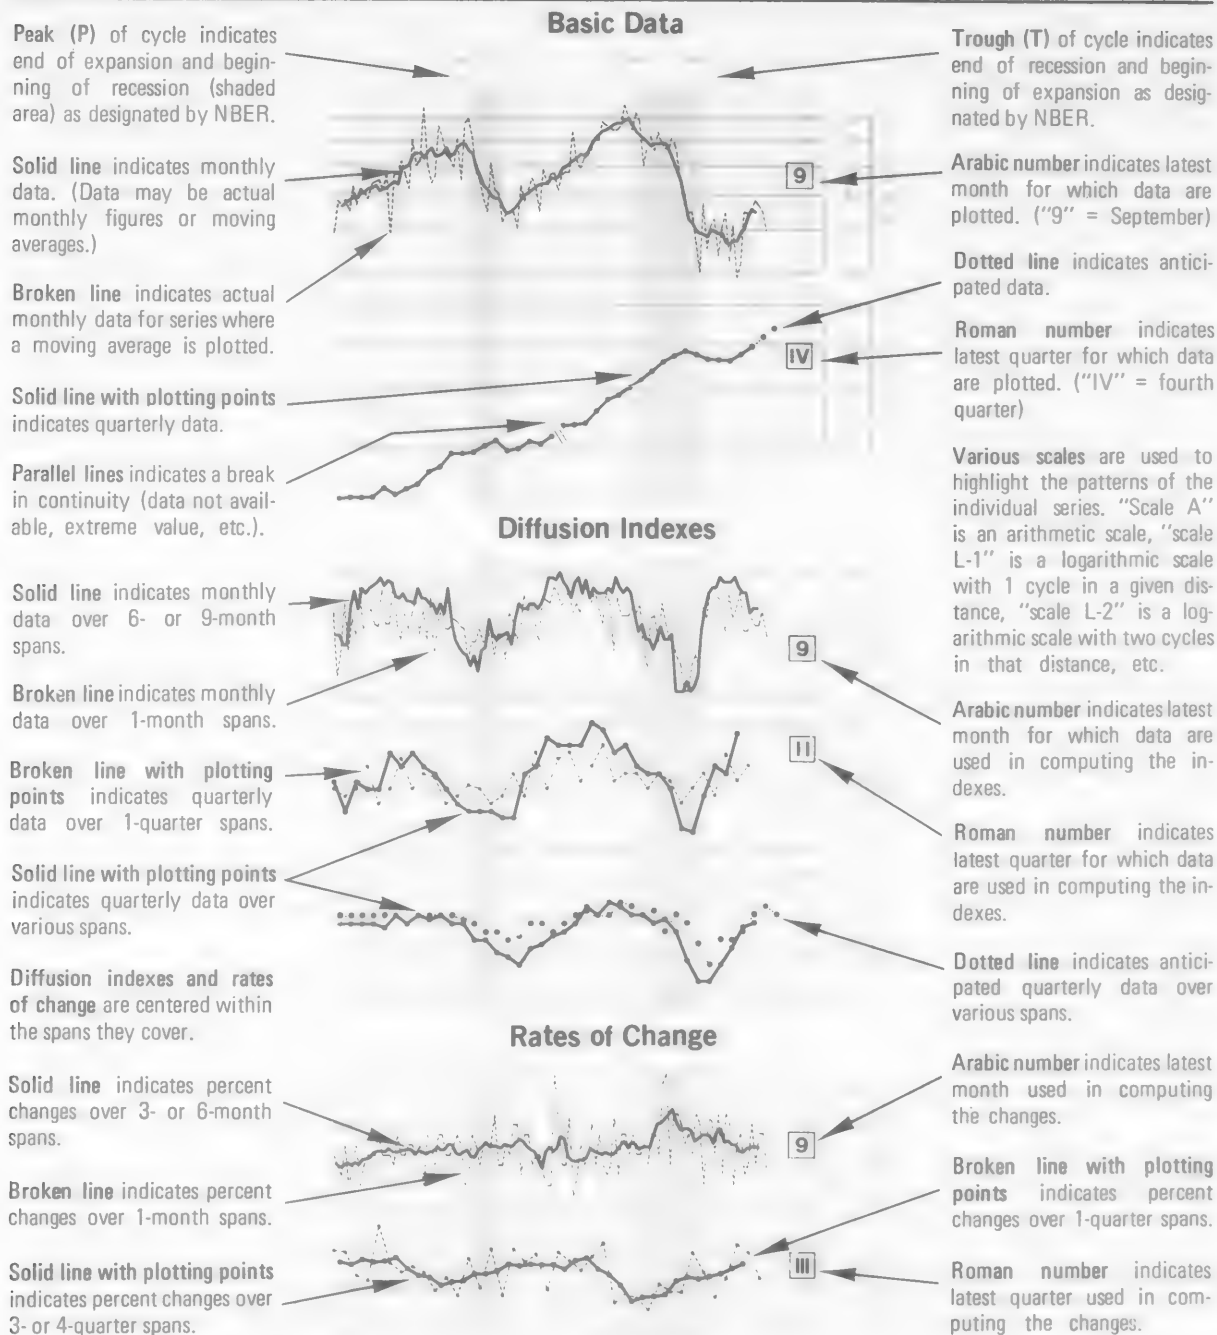 Basic Data
Peak (P) of cycle indicates
end of expansion and begin-
ning of recession (shaded
area) as designated by NBER.
Solid line indicates monthly
data. (Data may be actual
monthly figures or moving
averages.)
Broken line indicates actual
monthly data for series where
a moving average is plotted.
Solid line with plotting points
indicates quarterly data.
Parallel lines indicates a break
in continuity (data not avail-
able, extreme value, etc.).
9
IV
Trough (T) of cycle indicates
end of recession and begin-
ning of expansion as desig-
nated by NBER.
Arabic number indicates latest
month for which data are
plotted. ("9" = September)
Dotted line indicates antici-
pated data.
Roman number indicates
latest quarter for which data
are plotted. ("IV" = fourth
quarter)
Various scales are used to
highlight the patterns of the
individual series. "Scale A"
is an arithmetic scale, "scale
L-1" is a logarithmic scale
with 1 cycle in a given dis-
tance, "scale L-2" is a log-
arithmic scale with two cycles
in that distance, etc.
Diffusion Indexes
Solid line indicates monthly
data over 6- or 9-month
spans.
Broken line indicates monthly
data over 1-month spans.
Broken line with plotting
points indicates quarterly
data over 1-quarter spans.
Solid line with plotting points
indicates quarterly data over
various spans.
Diffusion indexes and rates
of change are centered within
the spans they cover.
9
II
Arabic number indicates latest
month for which data are
used in computing the in-
dexes.
Roman number indicates
latest quarter for which data
are used in computing the in-
dexes.
Dotted line indicates antici-
pated quarterly data over
various spans.
Rates of Change
Solid line indicates percent
changes over 3- or 6-month
spans.
Broken line indicates percent
changes over 1-month spans.
Solid line with plotting points
indicates percent changes over
3- or 4-quarter spans.
9
III
Arabic number indicates latest
month used in computing
the changes.
Broken line with plotting
points indicates percent
changes over 1-quarter spans.
Roman number indicates
latest quarter used in com-
puting the changes.